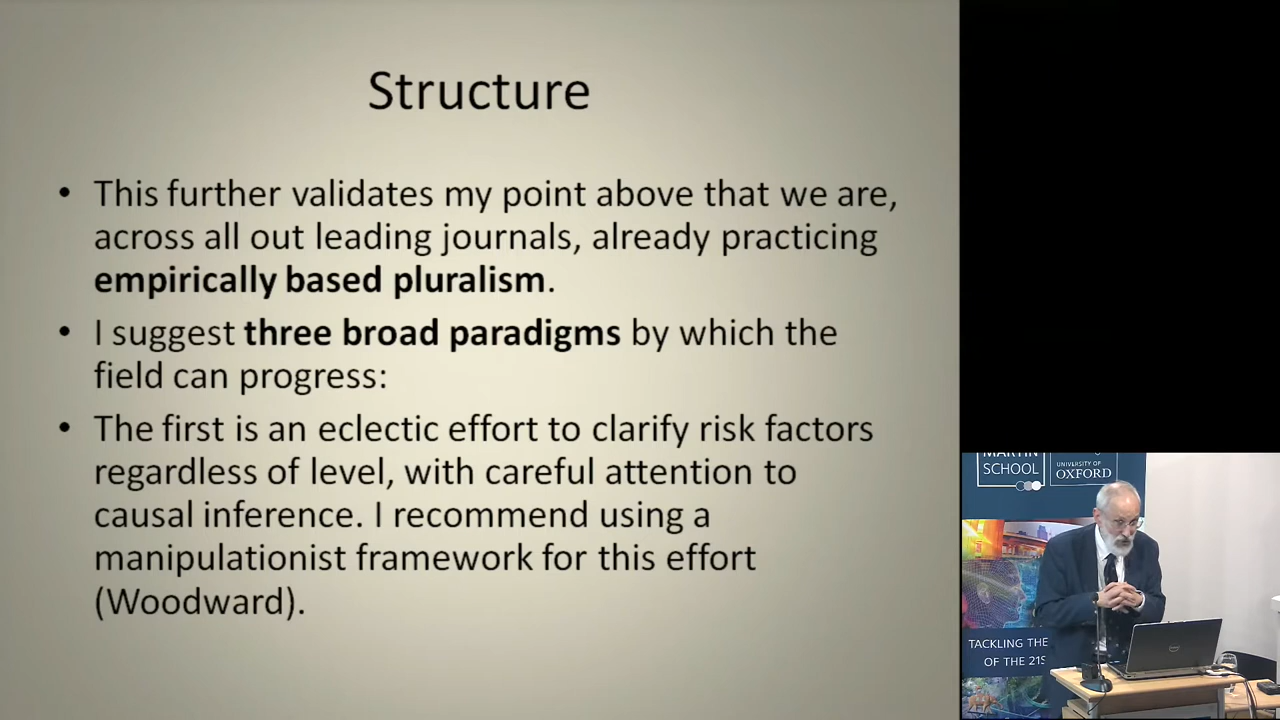 Structure
• This further validates my point above that we are,
across all out leading journals, already practicing
empirically based pluralism.
• I suggest three broad paradigms by which the
field can progress:
• The first is an eclectic effort to clarify risk factors
regardless of level, with careful attention to
causal inference. I recommend using a
manipulationist framework for this effort
(Woodward).
MARTIN
SCHOOL
UNIVERSITY OF
OXFORD
TACKLING THE
OF THE 21S